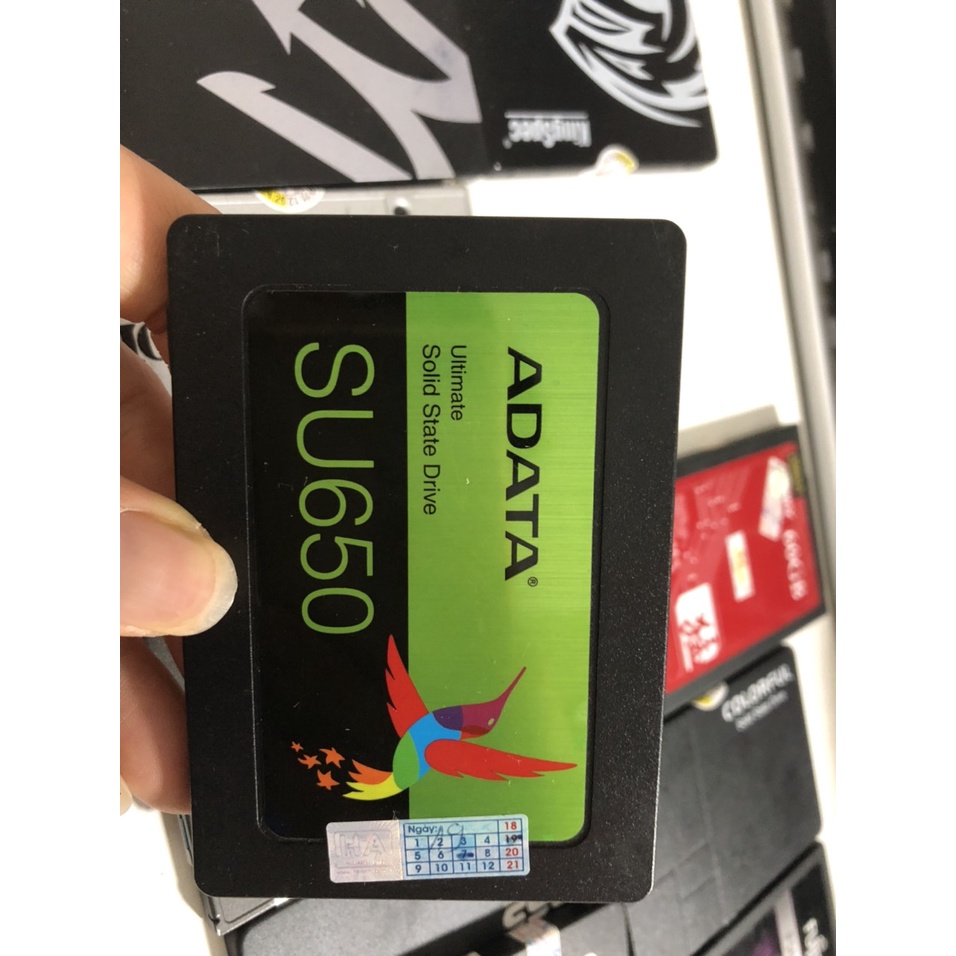 ADATA®
Ultimate
Solid State Drive
SU650
HA
Ngày:
18
1 2 3 4 19
5 6 7 8 20
9 10 11 12 21
KingSpec
COLORFUL